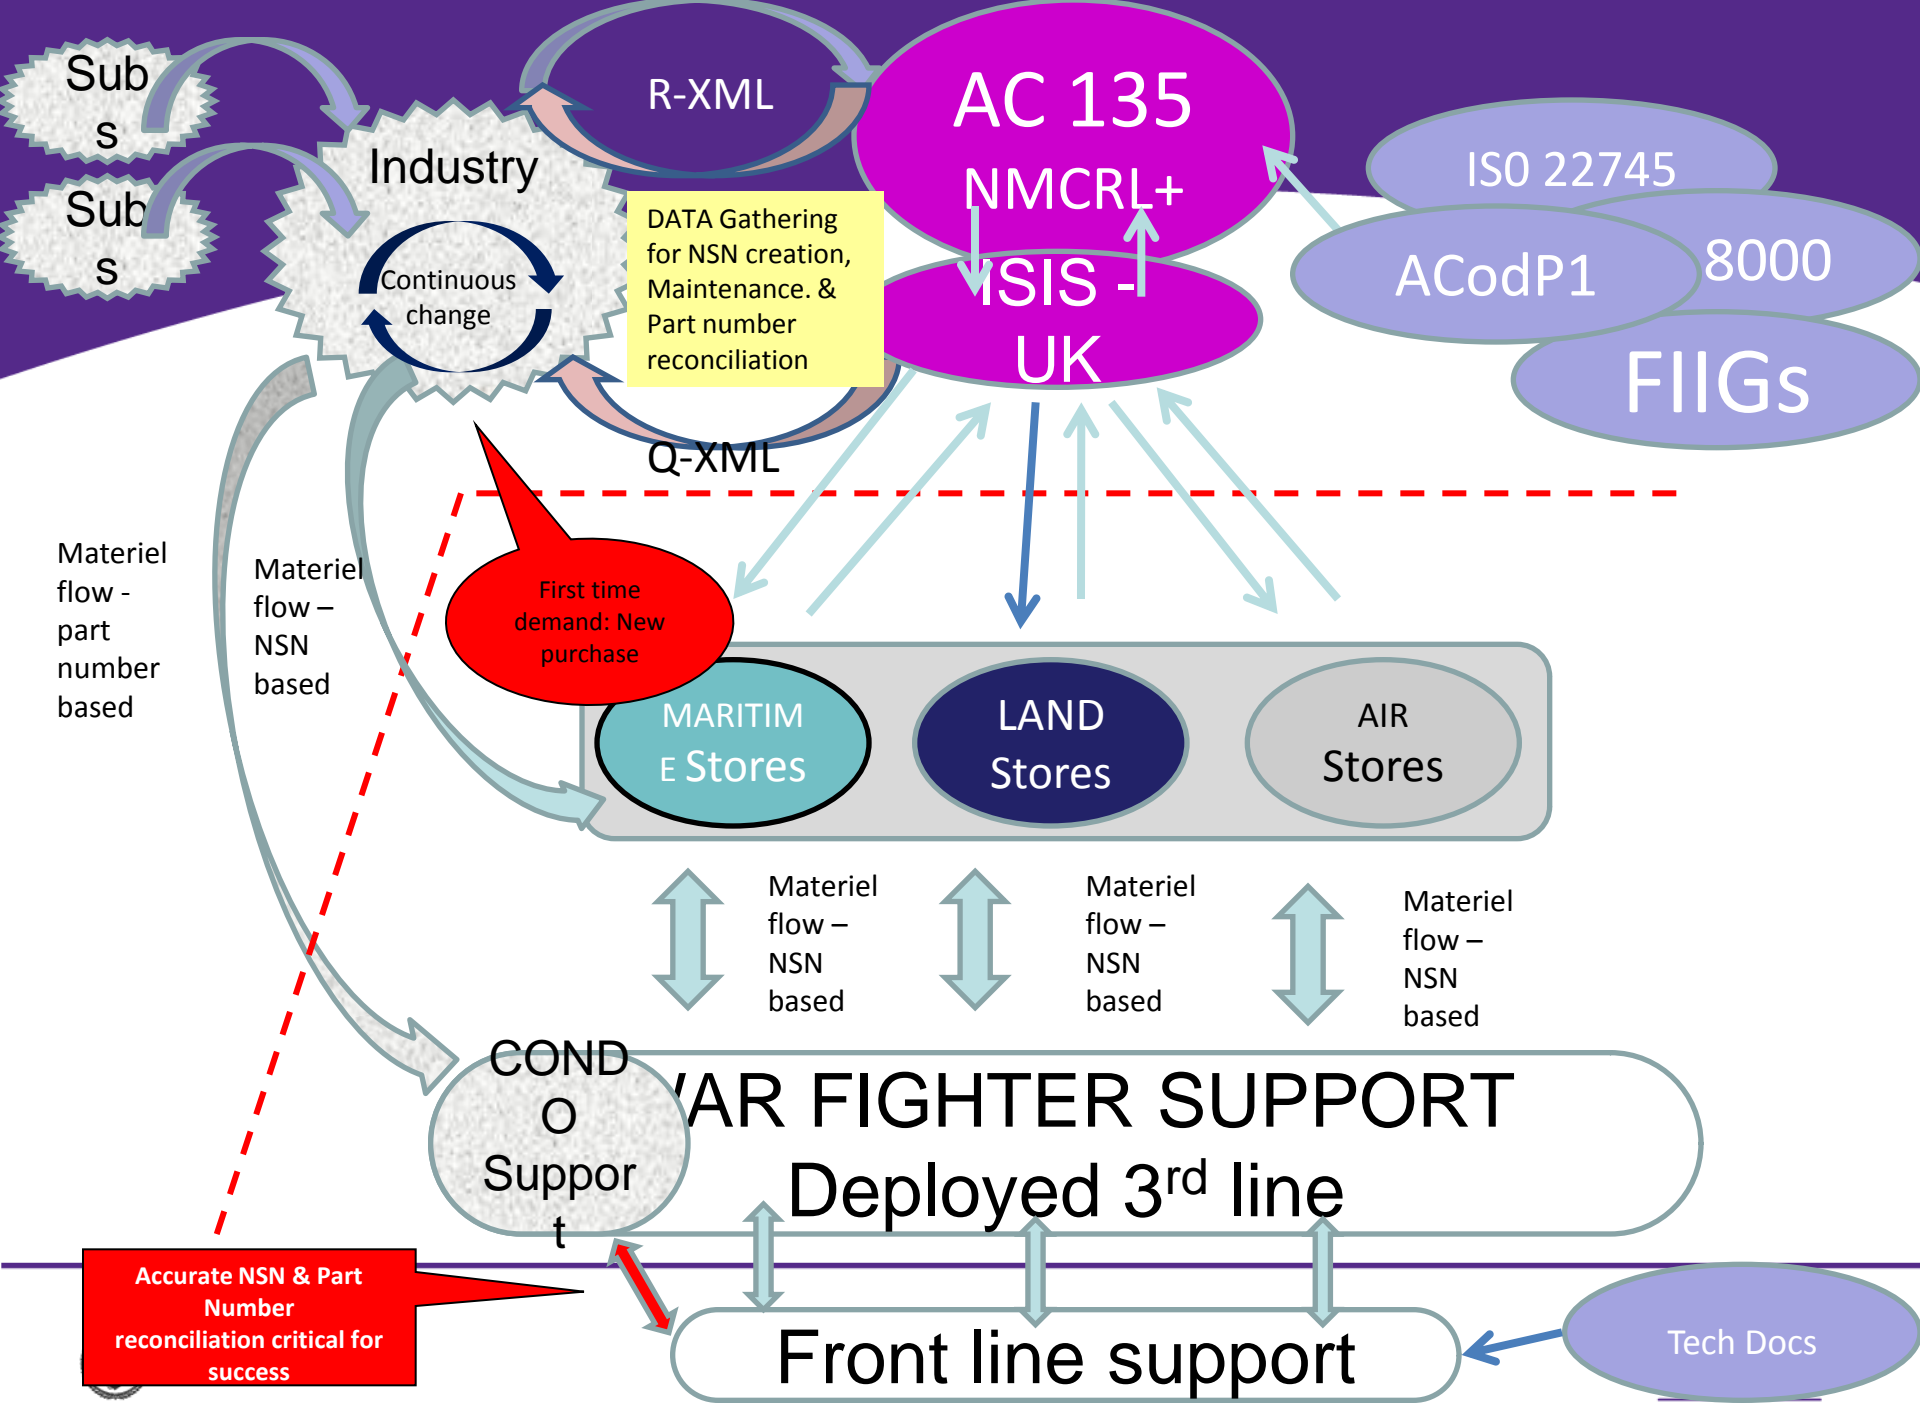 Sub
s
Sub
s
Industry
Continuous
change
R-XML
DATA Gathering
for NSN creation,
Maintenance. &
Part number
reconciliation
Q-XML
AC 135
NMCRL+
ISIS -
UK
IS0 22745
8000
ACodP1
FIIGs
Materiel
flow -
part
number
based
Materiel
flow –
NSN
based
First time
demand: New
purchase
MARITIM
E Stores
LAND
Stores
AIR
Stores
Materiel
flow –
NSN
based
Materiel
flow –
NSN
based
Materiel
flow –
NSN
based
COND
O
Suppor
t
AR FIGHTER SUPPORT
Deployed 3rd line
Accurate NSN & Part
Number
reconciliation critical for
success
Front line support
Tech Docs